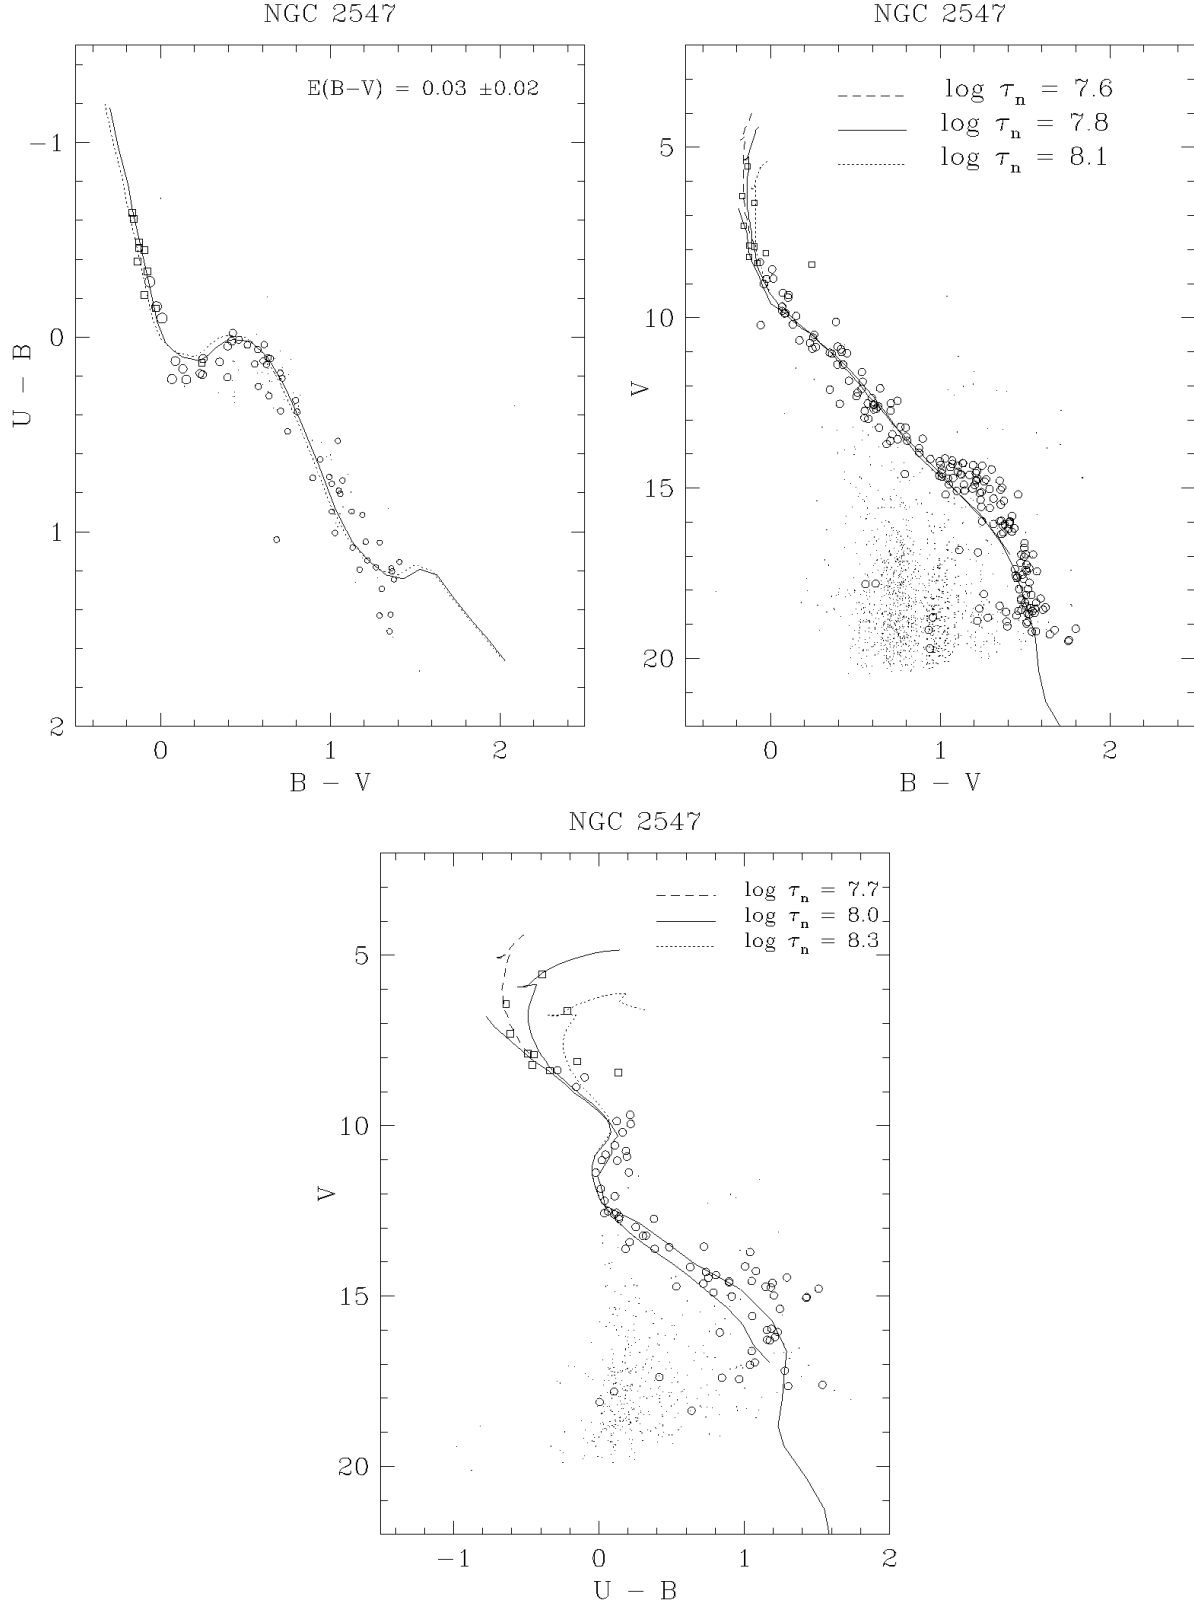 NGC 2547
E(B−V) = 0.03 ±0.02
−1
0
1
2
U − B
0
1
2
B − V
NGC 2547
log τn = 7.6
log τn = 7.8
log τn = 8.1
5
10
15
20
V
0
1
2
B − V
NGC 2547
log τn = 7.7
log τn = 8.0
log τn = 8.3
5
10
15
20
V
−1
0
1
2
U − B